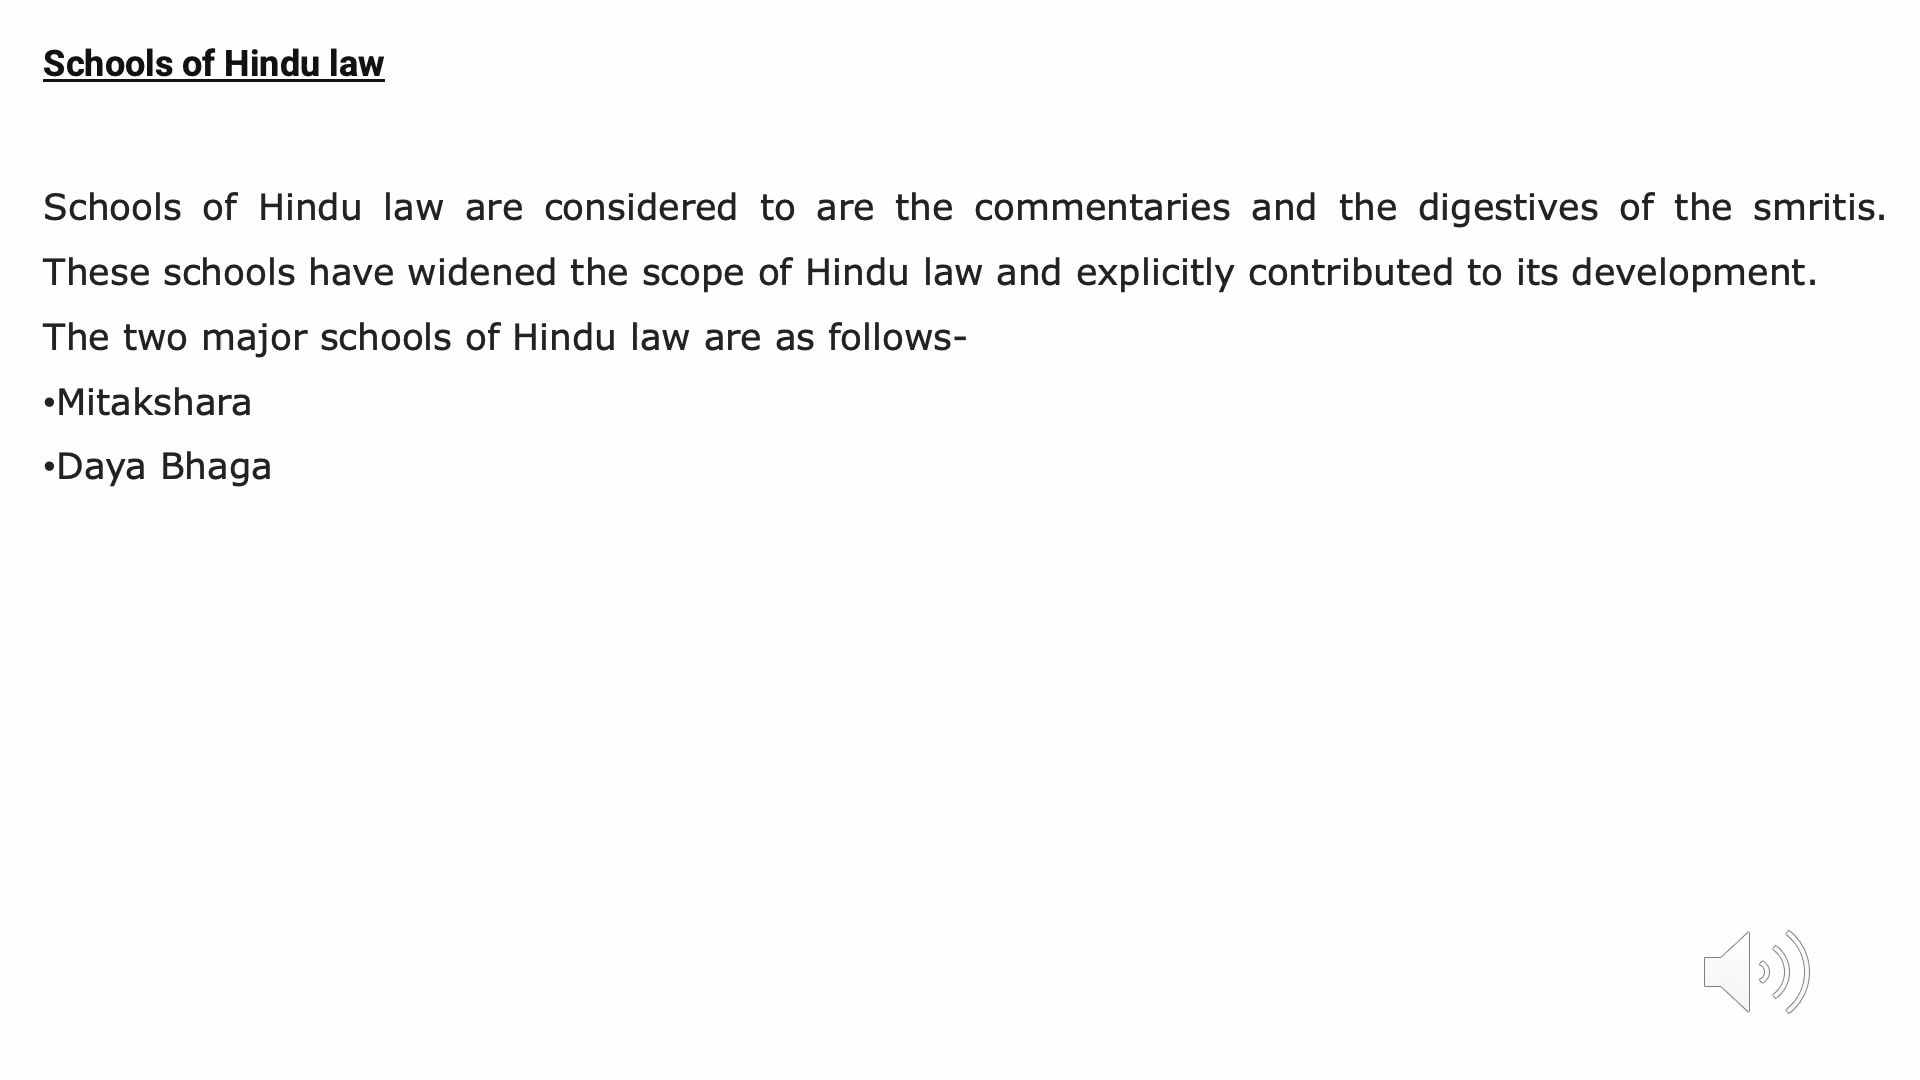 Schools of Hindu law
Schools of Hindu law are considered to are the commentaries and the digestives of the smritis.
These schools have widened the scope of Hindu law and explicitly contributed to its development.
The two major schools of Hindu law are as follows-
•Mitakshara
•Daya Bhaga